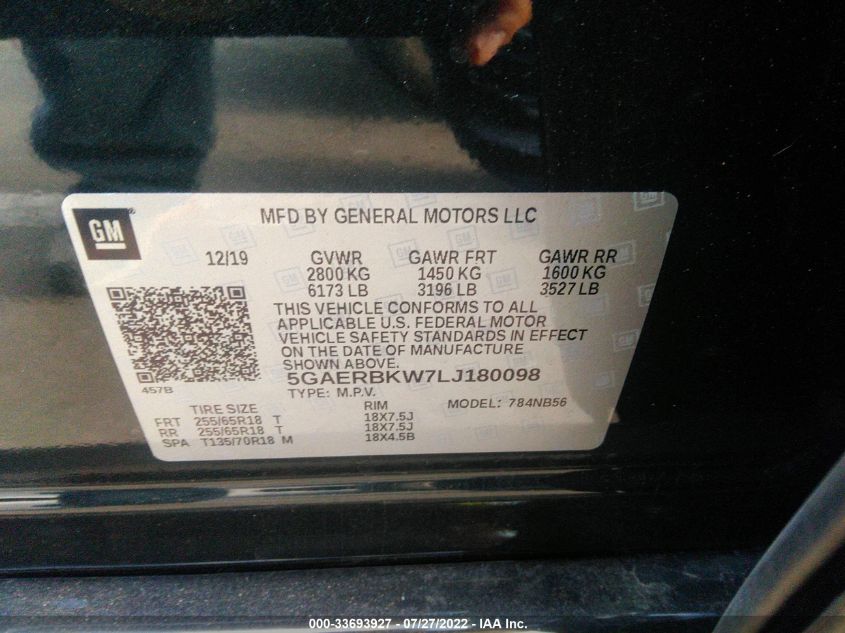 GM
MFD BY GENERAL MOTORS LLC
12/19 GVWR GAWR FRT GAWR RR
2800 KG 1450 KG 1600 KG
6173 LB 3196 LB 3527 LB
THIS VEHICLE CONFORMS TO ALL
APPLICABLE U.S. FEDERAL MOTOR
VEHICLE SAFETY STANDARDS IN EFFECT
ON THE DATE OF MANUFACTURE
SHOWN ABOVE.
457B
5GAERBKW7LJ180098
TYPE: M.P.V. MODEL: 784NB56
TIRE SIZE RIM
FRT 255/65R18 T 18X7.5J
RR 255/65R18 T 18X7.5J
SPA T135/70R18 M 18X4.5B
000-33693927 - 07/27/2022 - IAA Inc.